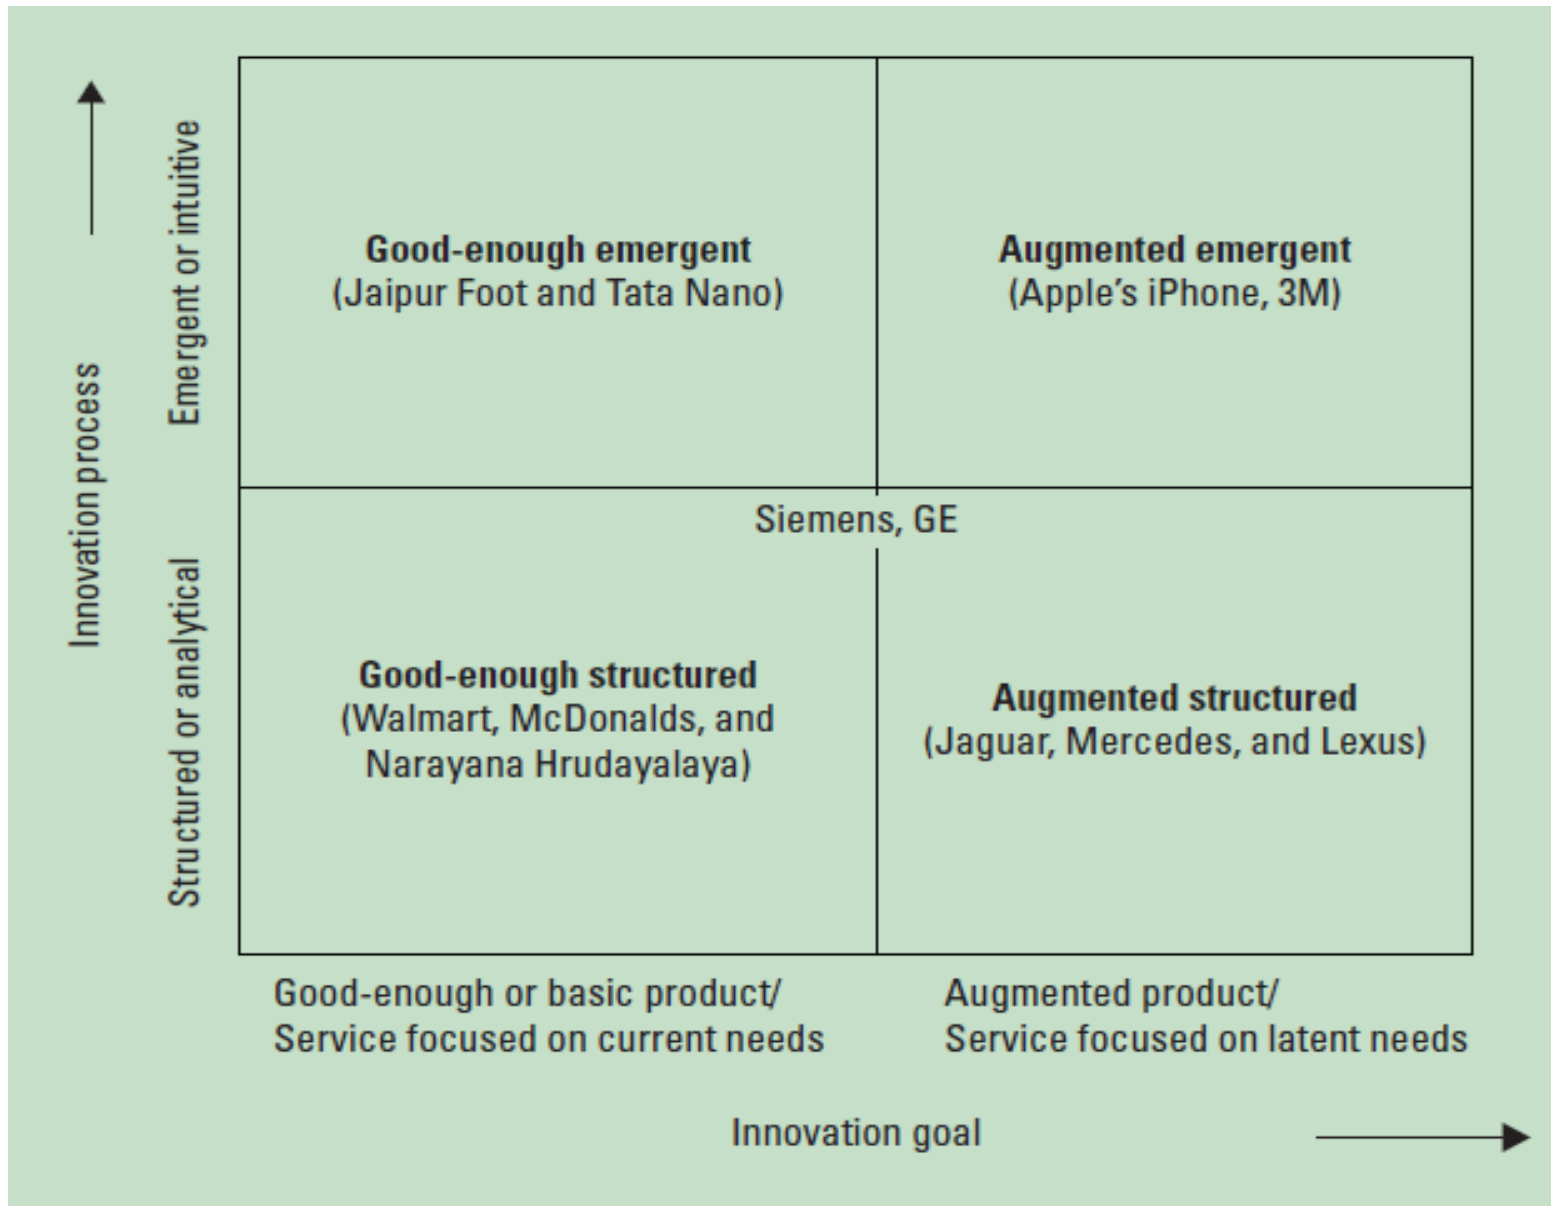 Innovation process
Emergent or intuitive
Structured or analytical
Good-enough emergent
(Jaipur Foot and Tata Nano)
Augmented emergent
(Apple's iPhone, 3M)
Siemens, GE
Good-enough structured
(Walmart, McDonalds, and
Narayana Hrudayalaya)
Augmented structured
(Jaguar, Mercedes, and Lexus)
Good-enough or basic product/
Service focused on current needs
Augmented product/
Service focused on latent needs
Innovation goal